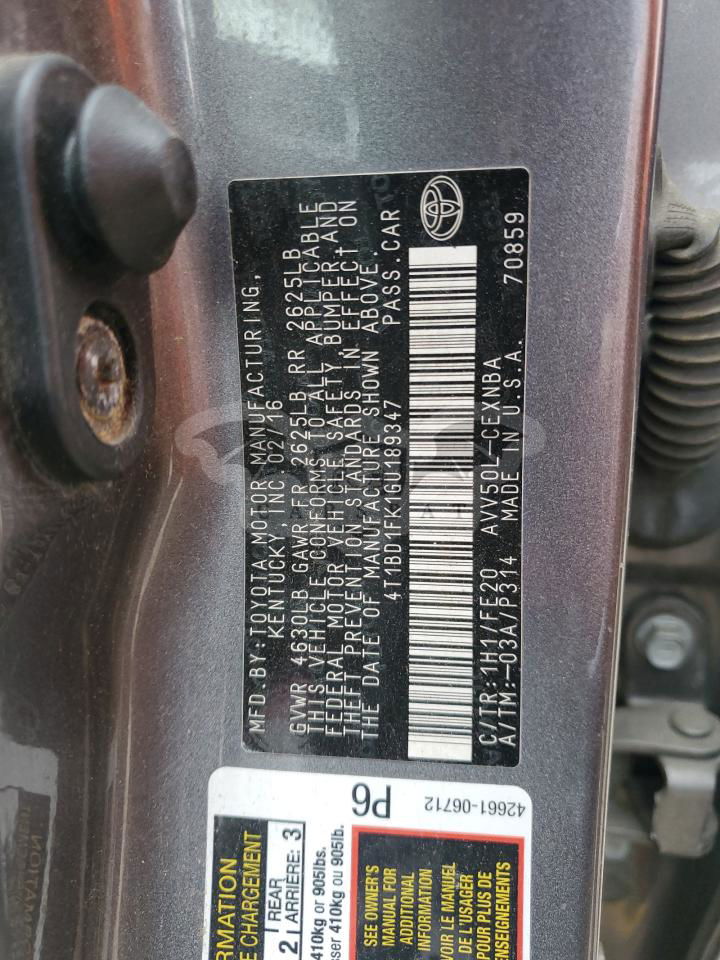 MFD.BY:TOYOTA MOTOR MANUFACTURING,
KENTUCKY, INC. 02/16
GVWR 4630LB GAWR FR 2625LB RR 2625LB
THIS VEHICLE CONFORMS TO ALL APPLICABLE
FEDERAL MOTOR VEHICLE SAFETY, BUMPER, AND
THEFT PREVENTION STANDARDS IN EFFECT ON
THE DATE OF MANUFACTURE SHOWN ABOVE.
4T1BD1FK1GU189347 PASS.CAR
C/TR:1H1/FE20 AVV50L-CEXNBA 70859
A/TM:-03A/P314 MADE IN U.S.A.
P6
42661-06712
RMATION
E CHARGEMENT
2 REAR
ARRIÈRE: 3
410kg or 905lbs.
sser 410kg ou 905lb.
SEE OWNER'S
MANUAL FOR
ADDITIONAL
INFORMATION
VOIR LE MANUEL
DE L'USAGER
POUR PLUS DE
RENSEIGNEMENTS